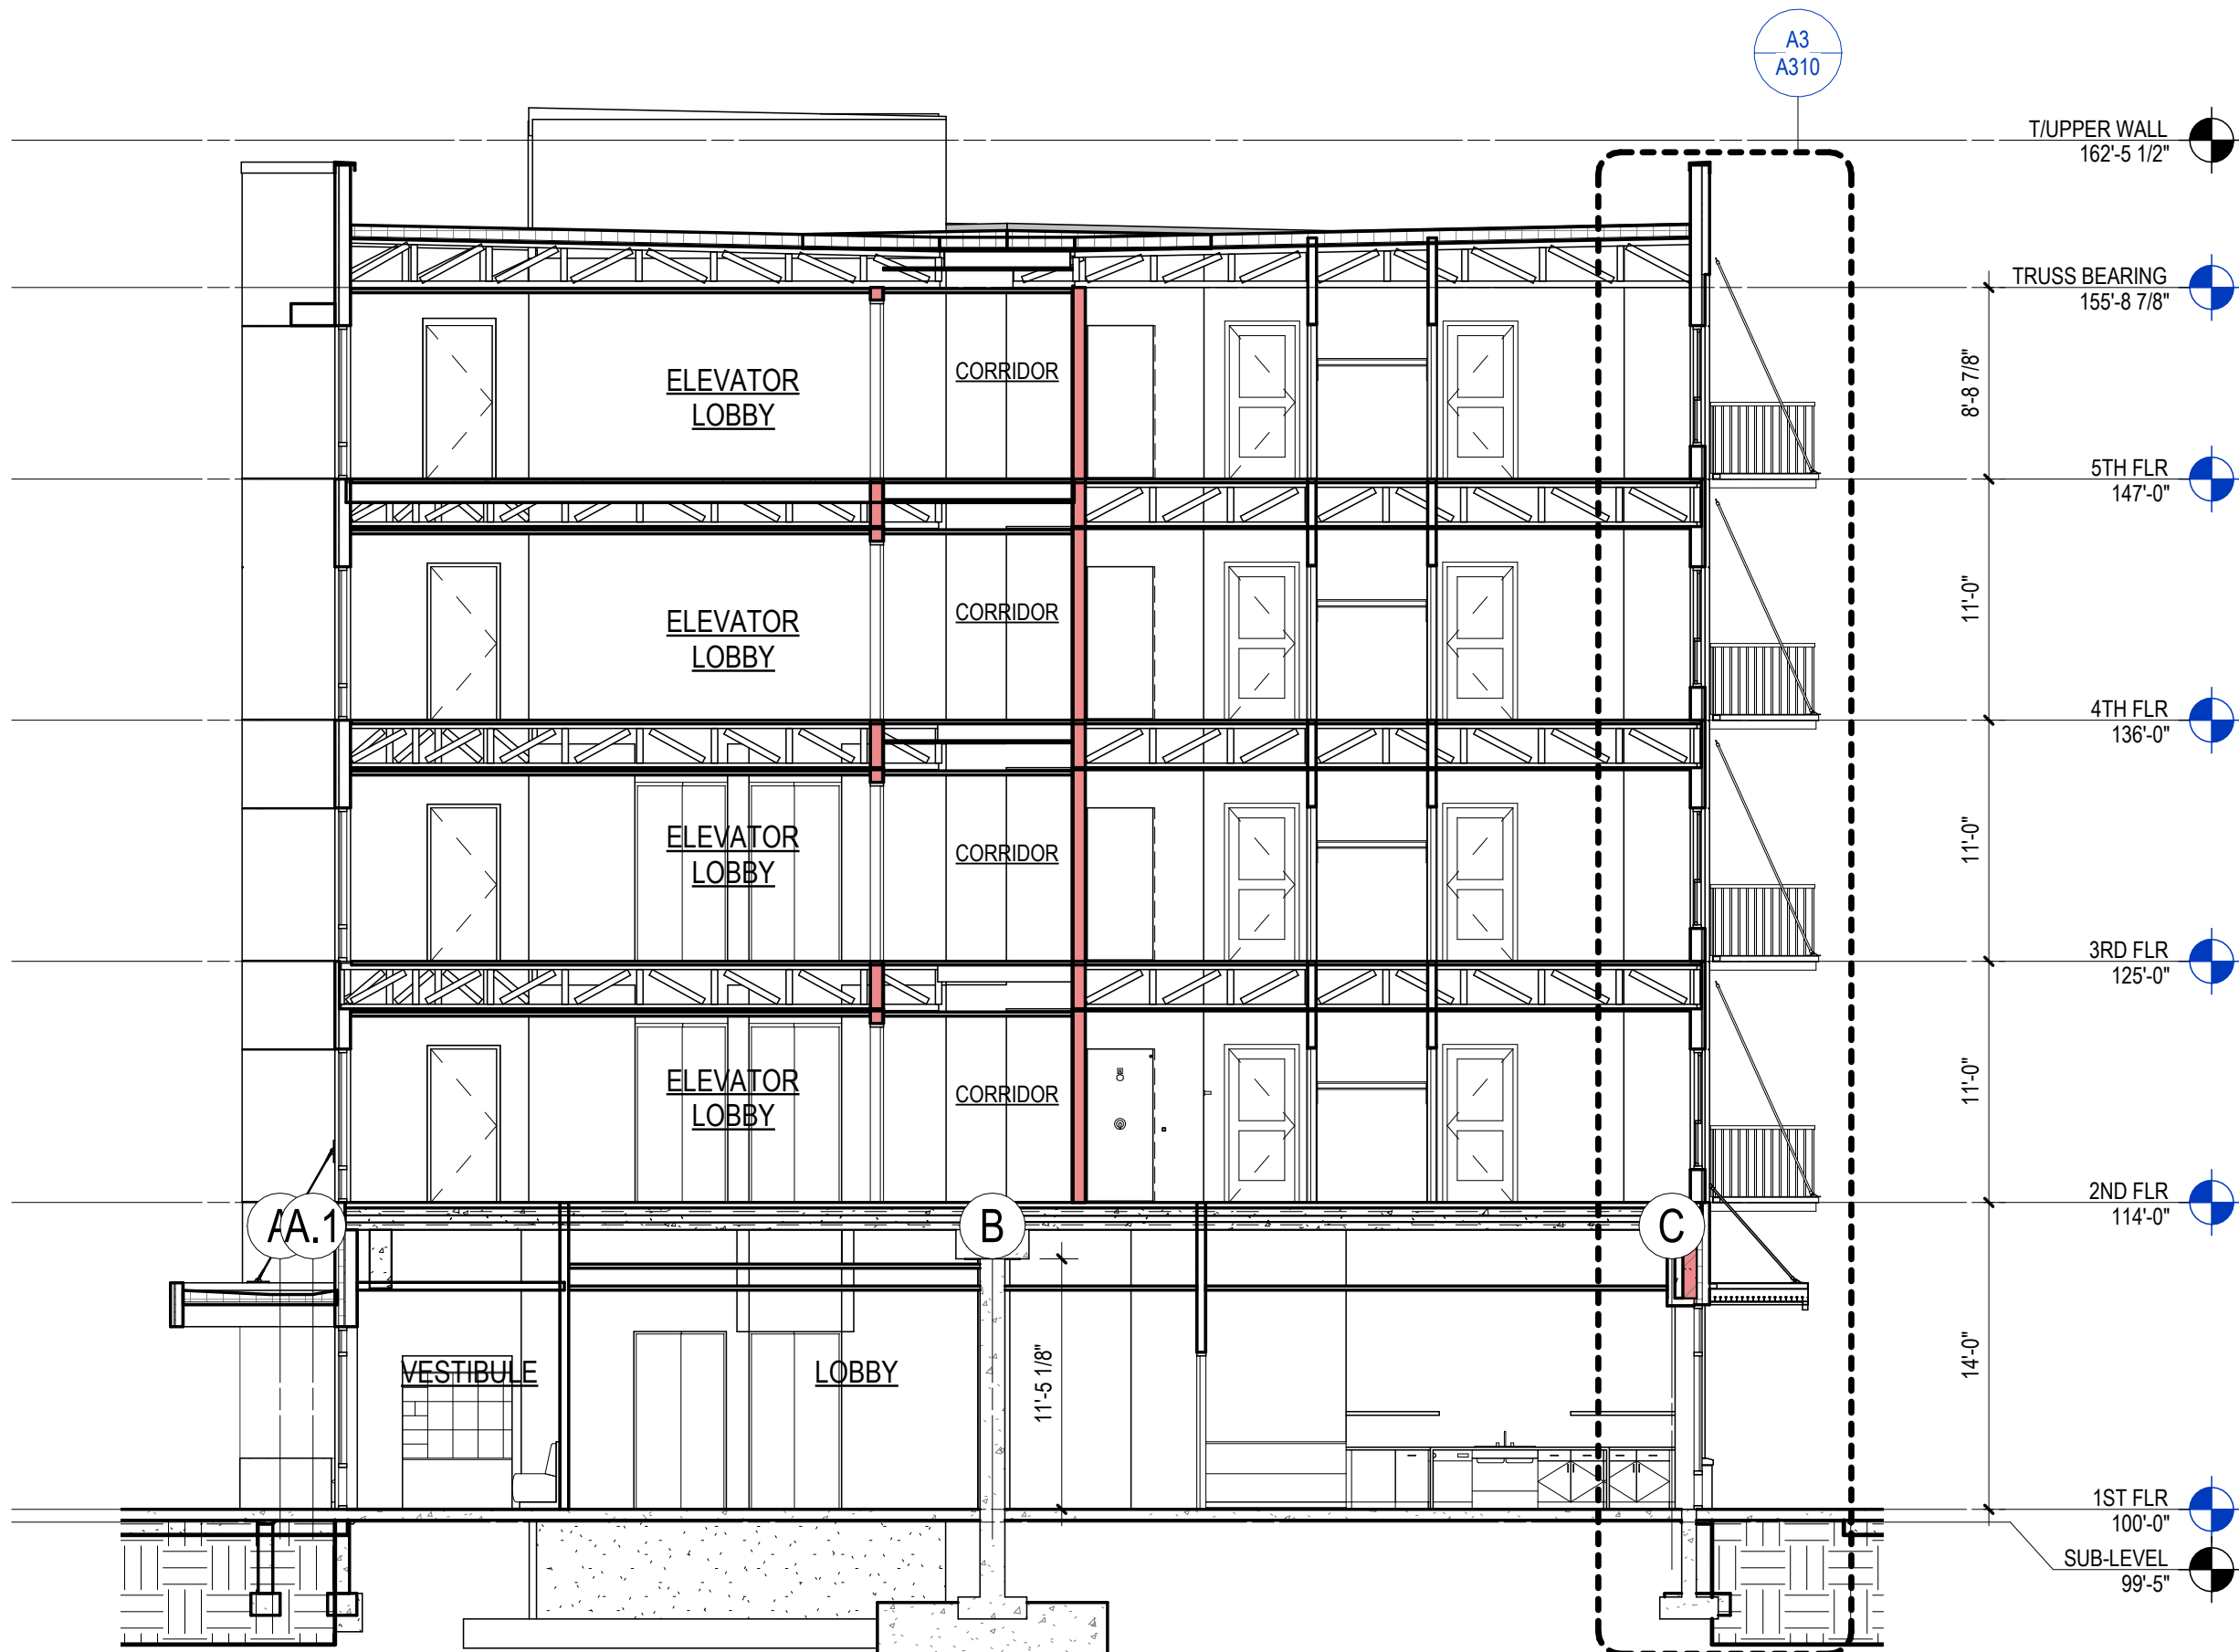 A3
A310
T/UPPER WALL
162'-5 1/2"
TRUSS BEARING
155'-8 7/8"
ELEVATOR
LOBBY
CORRIDOR
8'-8 7/8"
5TH FLR
147'-0"
ELEVATOR
LOBBY
CORRIDOR
11'-0"
4TH FLR
136'-0"
ELEVATOR
LOBBY
CORRIDOR
11'-0"
3RD FLR
125'-0"
ELEVATOR
LOBBY
CORRIDOR
11'-0"
2ND FLR
114'-0"
A
A.1
B
C
VESTIBULE
LOBBY
11'-5 1/8"
14'-0"
1ST FLR
100'-0"
SUB-LEVEL
99'-5"